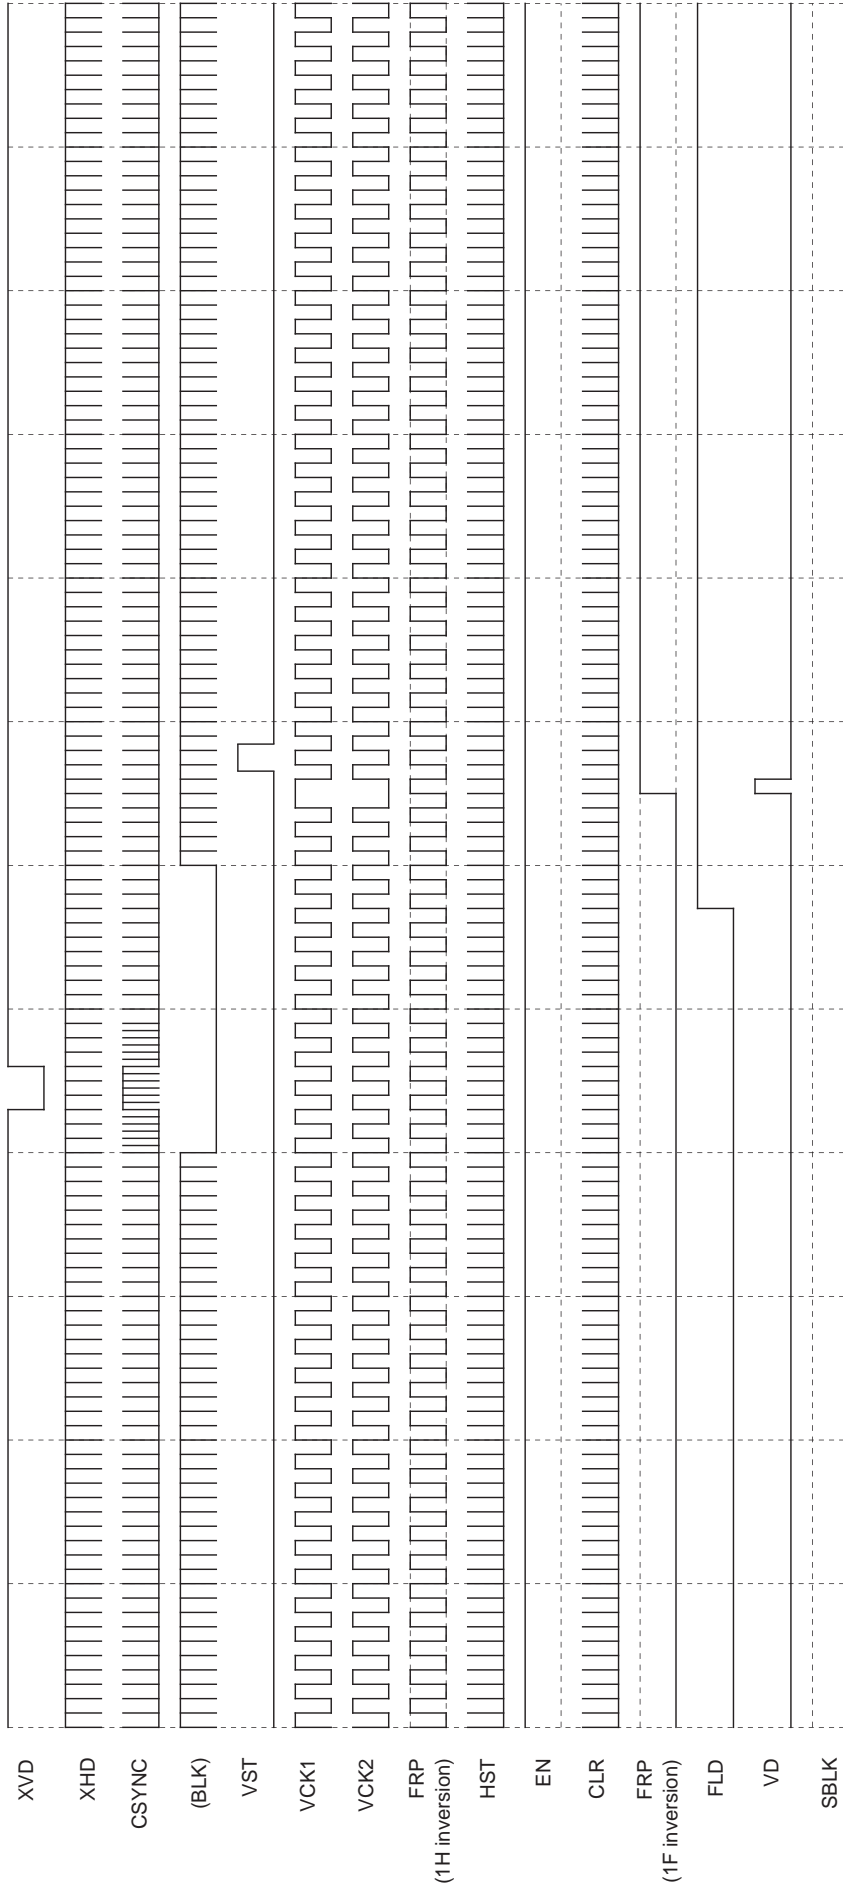 XVD
XHD
CSYNC
(BLK)
VST
VCK1
VCK2
FRP
(1H inversion)
HST
EN
CLR
FRP
(1F inversion)
FLD
VD
SBLK